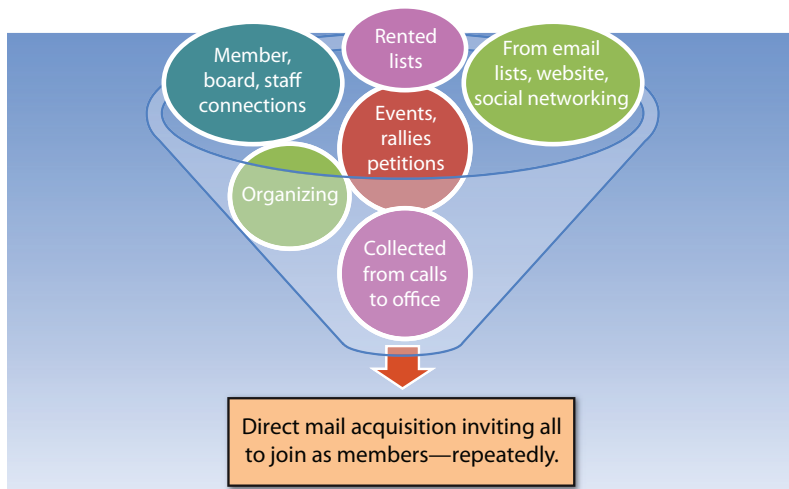 Member,
board, staff
connections
Rented
lists
From email
lists, website,
social networking
Events,
rallies
petitions
Organizing
Collected
from calls
to office
Direct mail acquisition inviting all
to join as members—repeatedly.